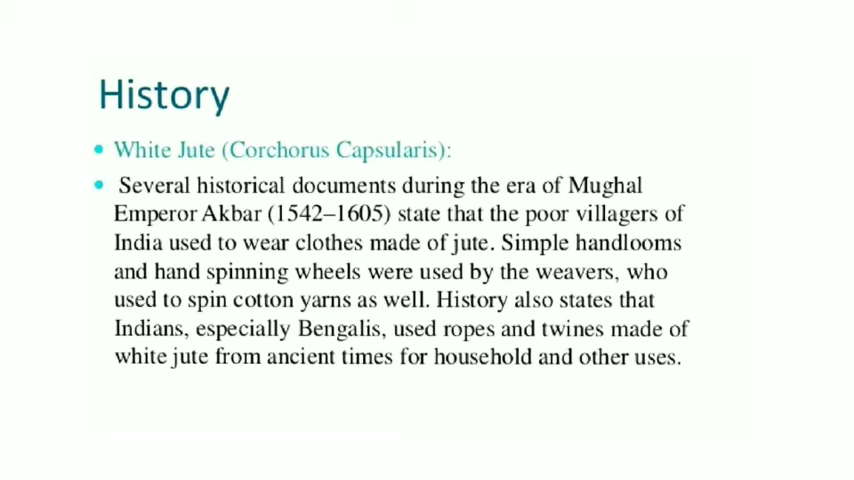 History
• White Jute (Corchorus Capsularis):
• Several historical documents during the era of Mughal
Emperor Akbar (1542–1605) state that the poor villagers of
India used to wear clothes made of jute. Simple handlooms
and hand spinning wheels were used by the weavers, who
used to spin cotton yarns as well. History also states that
Indians, especially Bengalis, used ropes and twines made of
white jute from ancient times for household and other uses.